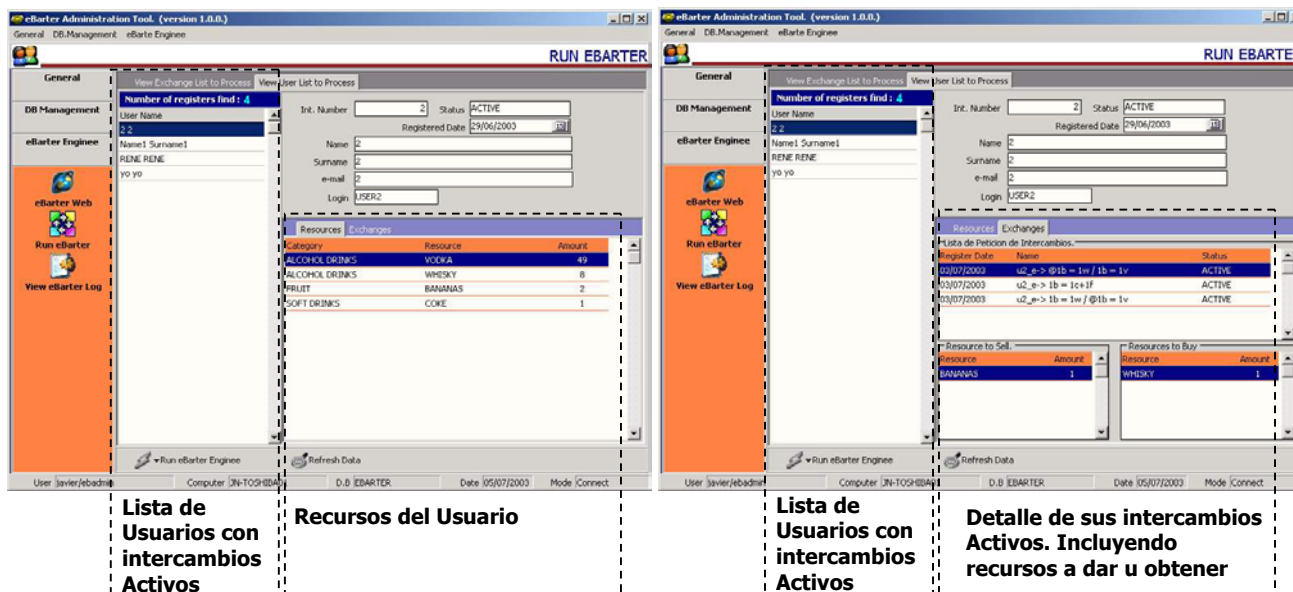 eBarter Administration Tool. (version 1.0.0.)
General DB.Management eBarte Enginee
RUN EBARTER
General
DB Management
eBarter Enginee
eBarter Web
Run eBarter
View eBarter Log
View Exchange List to Process View User List to Process
Number of registers find : 4
User Name
2 2
Name1 Surname1
RENE RENE
yo yo
Int. Number 2 Status ACTIVE
Registered Date 29/06/2003
Name 2
Surname 2
e-mail 2
Login USER2
Resources Exchanges
Category Resource Amount
ALCOHOL DRINKS VODKA 49
ALCOHOL DRINKS WHISKY 8
FRUIT BANANAS 2
SOFT DRINKS COKE 1
Run eBarter Enginee Refresh Data
User javier/ebadmin Computer JN-TOSHIBA D.B EBARTER Date 05/07/2003 Mode Connect
Lista de
Usuarios con
intercambios
Activos
Recursos del Usuario
eBarter Administration Tool. (version 1.0.0.)
General DB.Management eBarte Enginee
RUN EBARTE
General
DB Management
eBarter Enginee
eBarter Web
Run eBarter
View eBarter Log
View Exchange List to Process View User List to Process
Number of registers find : 4
User Name
2 2
Name1 Surname1
RENE RENE
yo yo
Int. Number 2 Status ACTIVE
Registered Date 29/06/2003
Name 2
Surname 2
e-mail 2
Login USER2
Resources Exchanges
Lista de Peticion de Intercambios.
Register Date Name Status
03/07/2003 u2_e-> @1b = 1w / 1b = 1v ACTIVE
03/07/2003 u2_e-> 1b = 1c+1f ACTIVE
03/07/2003 u2_e-> 1b = 1w / @1b = 1v ACTIVE
Resource to Sell. Resources to Buy
Resource Amount Resource Amount
BANANAS 1 WHISKY 1
Run eBarter Enginee Refresh Data
User javier/ebadmin Computer JN-TOSHIBA D.B EBARTER Date 05/07/2003 Mode Connect
Lista de
Usuarios con
intercambios
Activos
Detalle de sus intercambios
Activos. Incluyendo
recursos a dar u obtener